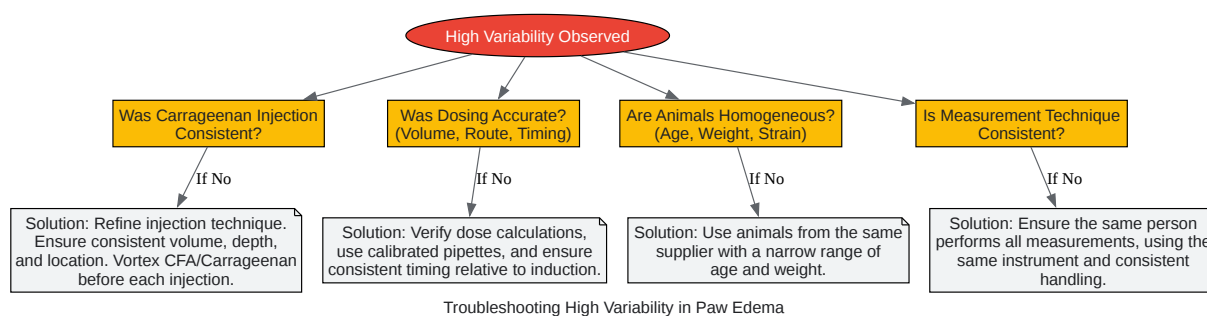 High Variability Observed
Was Carrageenan Injection
Consistent?
Was Dosing Accurate?
(Volume, Route, Timing)
Are Animals Homogeneous?
(Age, Weight, Strain)
Is Measurement Technique
Consistent?
If No
If No
If No
If No
Solution: Refine injection technique.
Ensure consistent volume, depth,
and location. Vortex CFA/Carrageenan
before each injection.
Solution: Verify dose calculations,
use calibrated pipettes, and ensure
consistent timing relative to induction.
Solution: Use animals from the same
supplier with a narrow range of
age and weight.
Solution: Ensure the same person
performs all measurements, using the
same instrument and consistent
handling.
Troubleshooting High Variability in Paw Edema